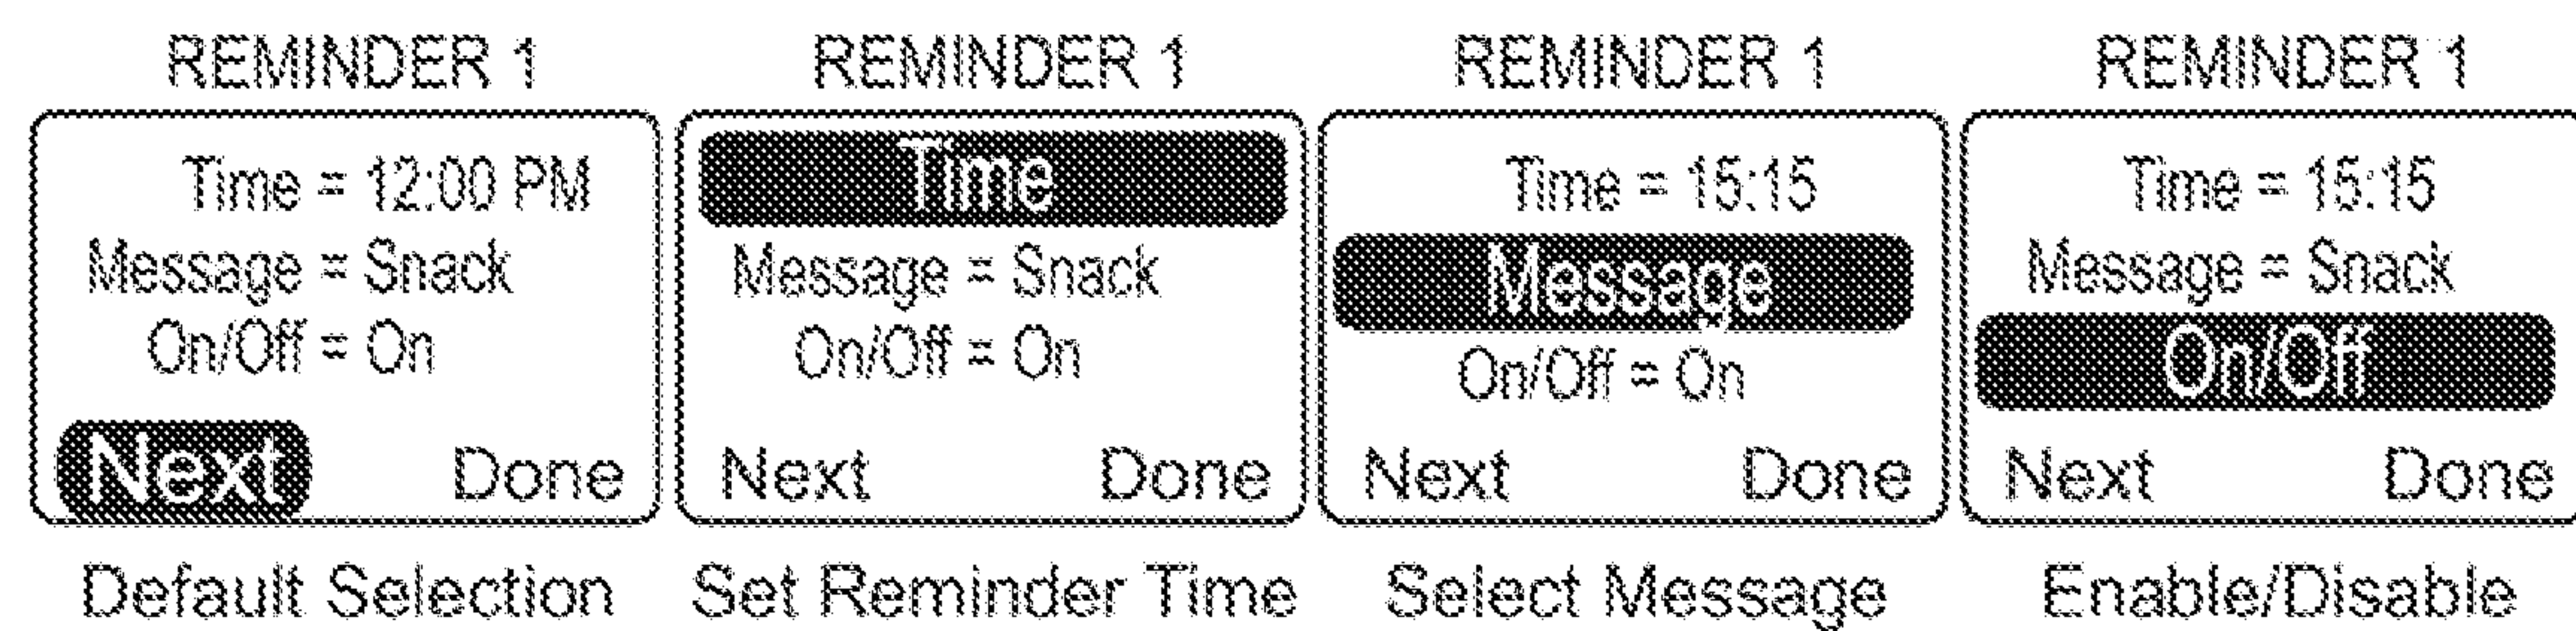 REMINDER 1
Time = 12:00 PM
Message = Snack
On/Off = On
Next Done
Default Selection
REMINDER 1
Time
Message = Snack
On/Off = On
Next Done
Set Reminder Time
REMINDER 1
Time = 15:15
Message
On/Off = On
Next Done
Select Message
REMINDER 1
Time = 15:15
Message = Snack
On/Off
Next Done
Enable/Disable